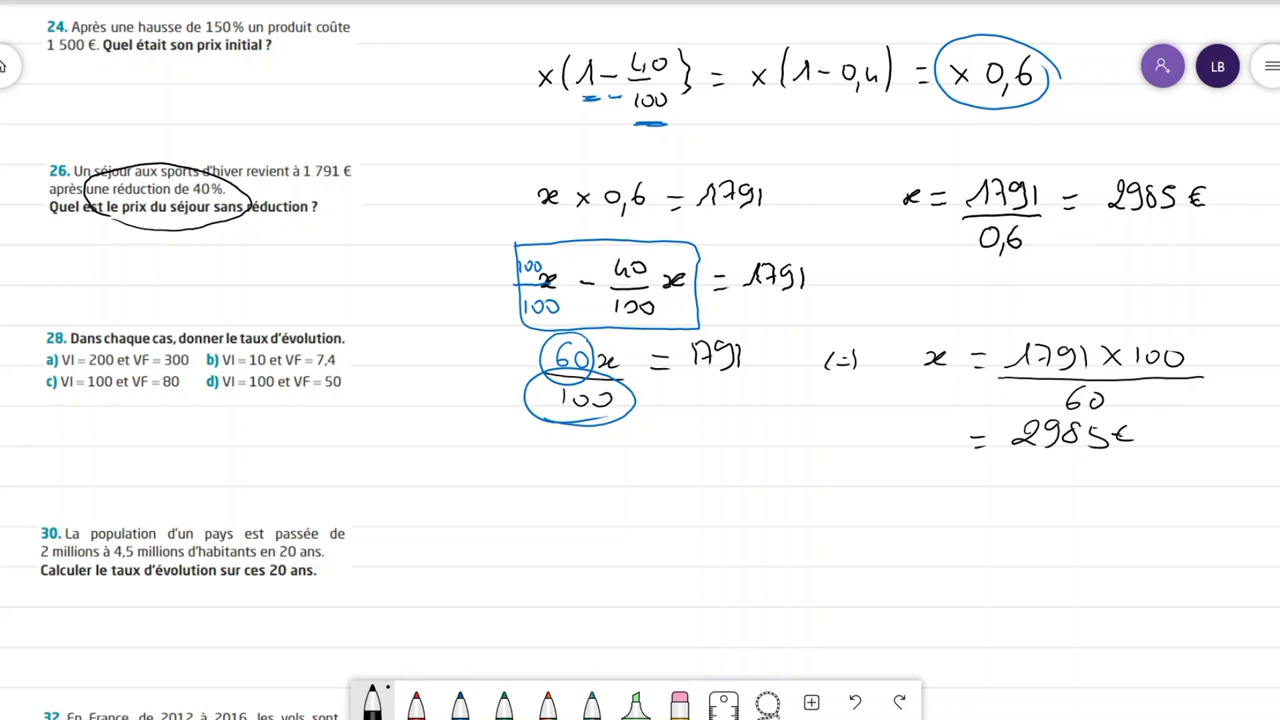 24. Après une hausse de 150 % un produit coûte
1 500 €. Quel était son prix initial ?
× (1 - 40/100) = × (1 - 0,4) = × 0,6
LB
26. Un séjour aux sports d'hiver revient à 1 791 €
après une réduction de 40 %.
Quel est le prix du séjour sans réduction ?
x × 0,6 = 1791
x = 1791/0,6 = 2985 €
100/100 x - 40/100 x = 1791
60x/100 = 1791 (=) x = 1791 × 100/60
= 2985 €
28. Dans chaque cas, donner le taux d'évolution.
a) VI = 200 et VF = 300 b) VI = 10 et VF = 7,4
c) VI = 100 et VF = 80 d) VI = 100 et VF = 50
30. La population d'un pays est passée de
2 millions à 4,5 millions d'habitants en 20 ans.
Calculer le taux d'évolution sur ces 20 ans.
32. En France, de 2012 à 2016, les vols sont